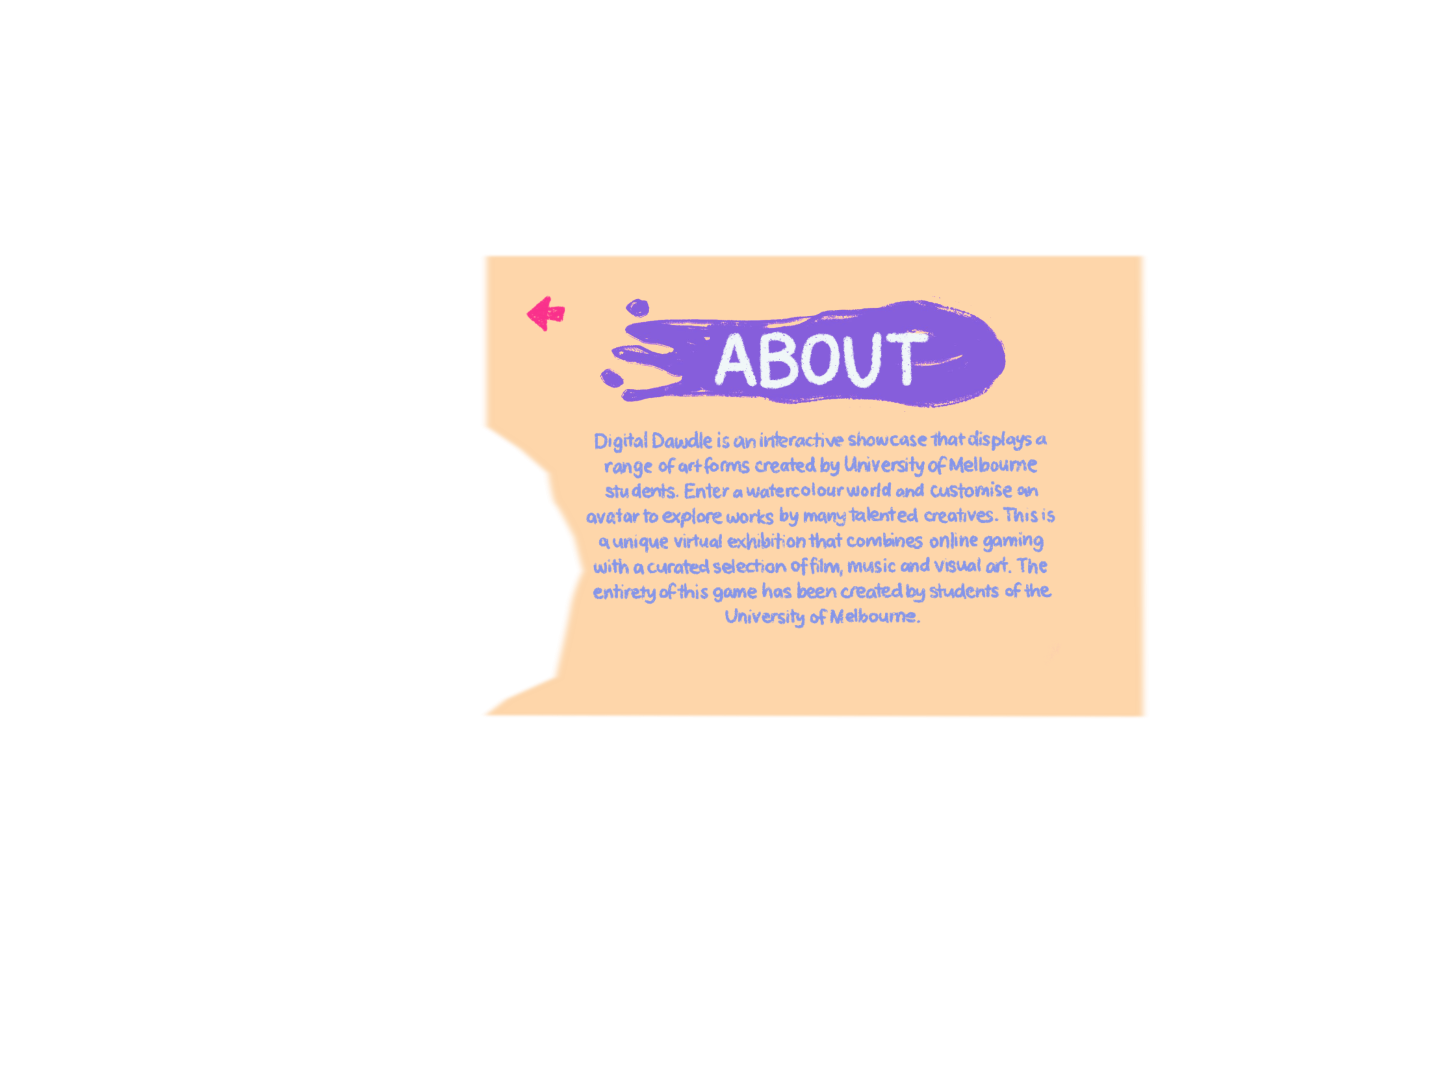 ABOUT
Digital Dawdle is an interactive showcase that displays a
range of art forms created by University of Melbourne
students. Enter a watercolour world and customise an
avatar to explore works by many talented creatives. This is
a unique virtual exhibition that combines online gaming
with a curated selection of film, music and visual art. The
entirety of this game has been created by students of the
University of Melbourne.